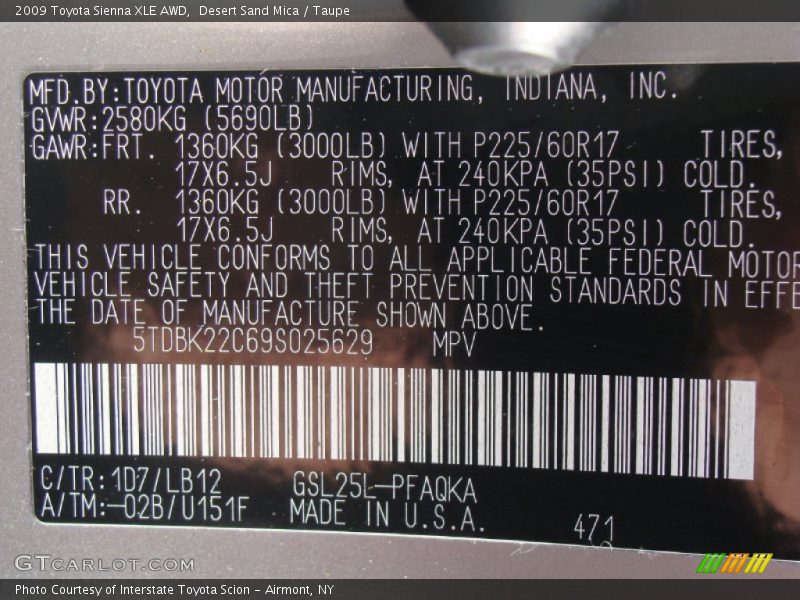 2009 Toyota Sienna XLE AWD,  Desert Sand Mica / Taupe
MFD.BY:TOYOTA MOTOR MANUFACTURING, INDIANA, INC.
GVWR:2580KG (5690LB)
GAWR:FRT. 1360KG (3000LB) WITH P225/60R17 TIRES,
17X6.5J RIMS, AT 240KPA (35PSI) COLD.
RR. 1360KG (3000LB) WITH P225/60R17 TIRES,
17X6.5J RIMS, AT 240KPA (35PSI) COLD.
THIS VEHICLE CONFORMS TO ALL APPLICABLE FEDERAL MOTOR
VEHICLE SAFETY AND THEFT PREVENTION STANDARDS IN EFFE
THE DATE OF MANUFACTURE SHOWN ABOVE.
5TDBK22C69S025629 MPV
C/TR:1D7/LB12 GSL25L-PFAQKA
A/TM:-02B/U151F MADE IN U.S.A.
471
GTCARLOT.COM
Photo Courtesy of Interstate Toyota Scion - Airmont, NY